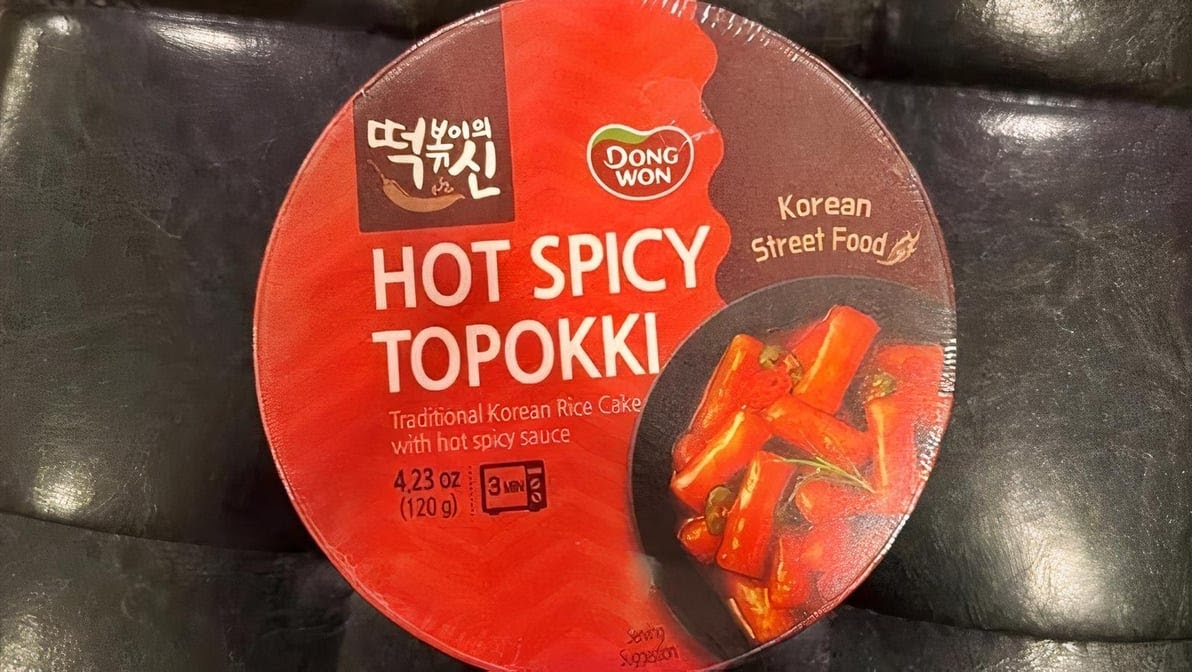 떡볶이의
신
DONG
WON
Korean
Street Food
HOT SPICY
TOPOKKI
Traditional Korean Rice Cake
with hot spicy sauce
4.23 oz
(120 g)
3 MIN
Serving
Suggestion